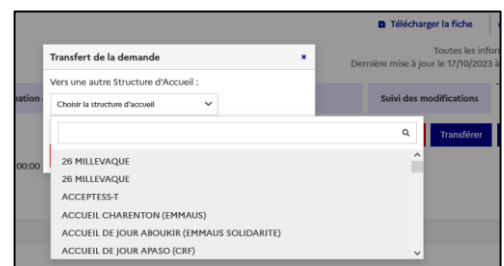 Télécharger la fiche
Transfert de la demande
Toutes les infor
Dernière mise à jour le 17/10/2023 à
Vers une autre Structure d'Accueil :
uation
Choisir la structure d'accueil
Suivi des modifications
Transférer
00:00
26 MILLEVAQUE
26 MILLEVAQUE
ACCEPTESS-T
ACCUEIL CHARENTON (EMMAUS)
ACCUEIL DE JOUR ABOUKIR (EMMAUS SOLIDARITE)
ACCUEIL DE JOUR APASO (CRF)